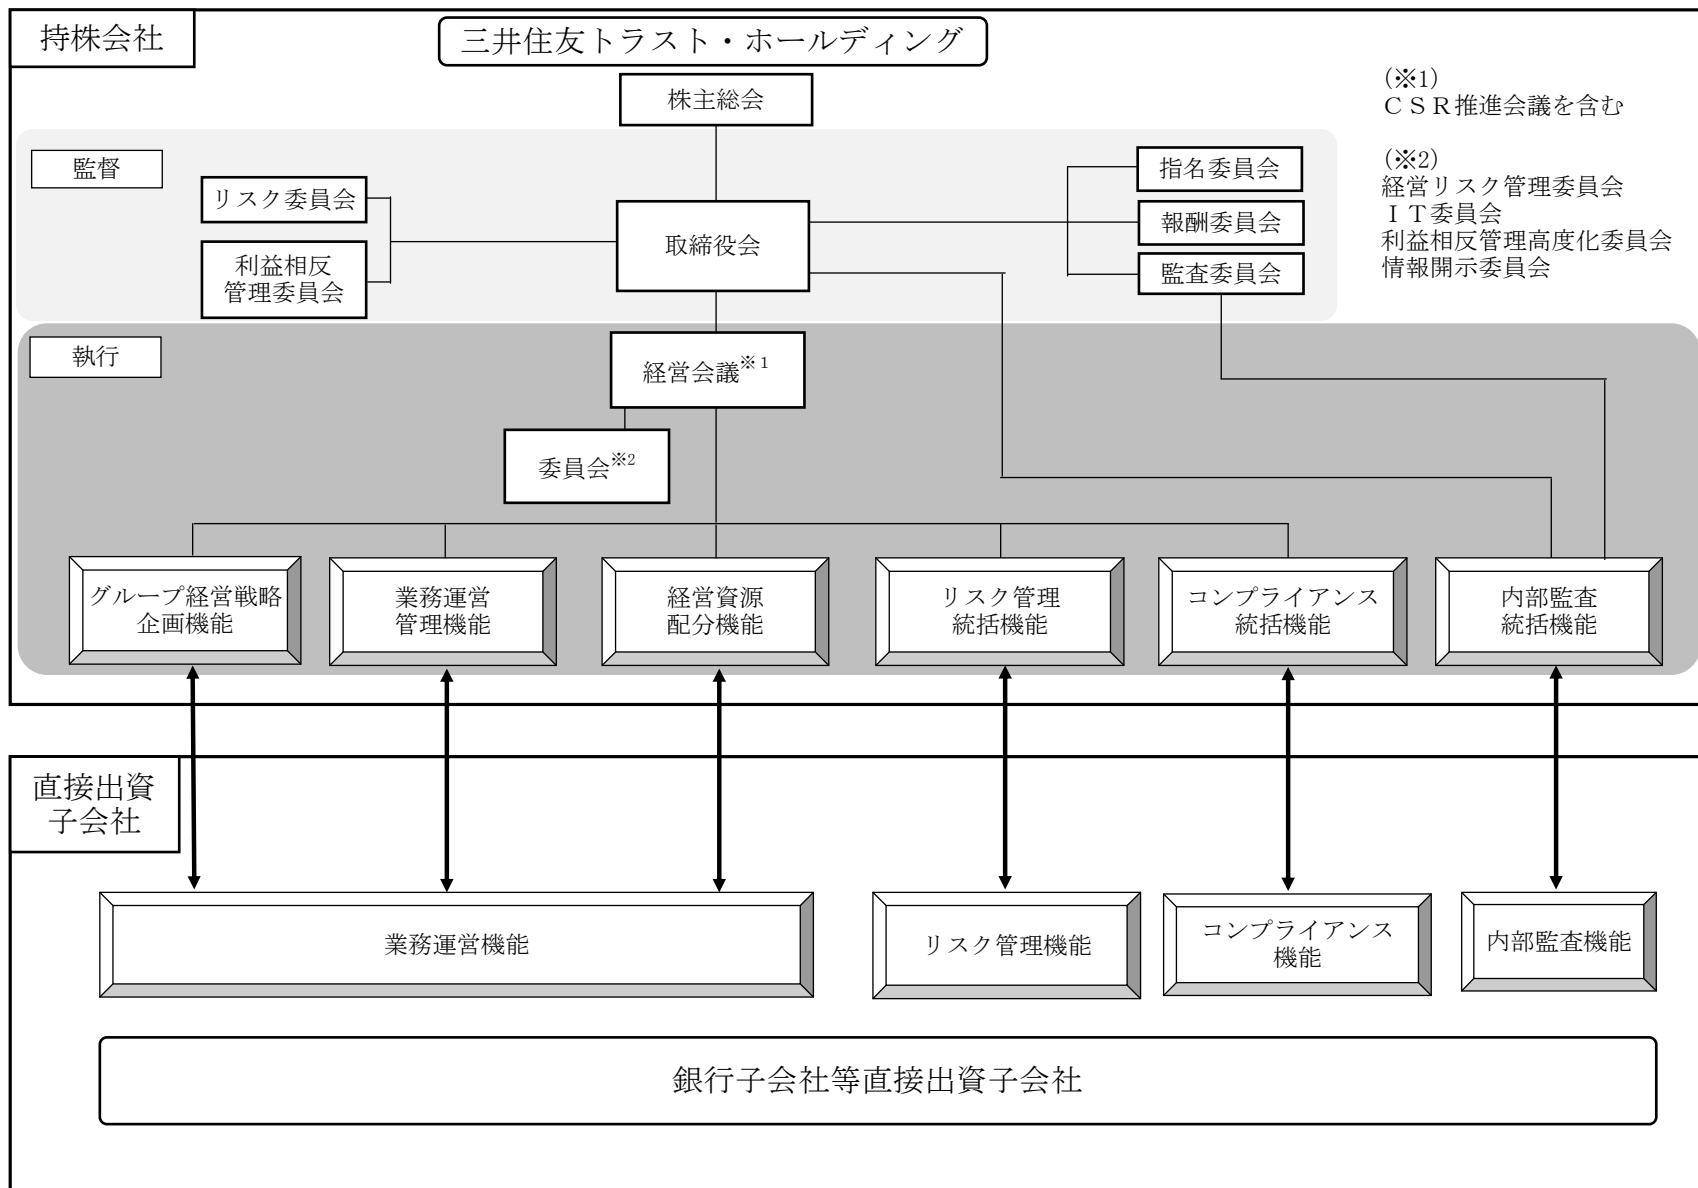 持株会社
三井住友トラスト・ホールディング
(※1)
ＣＳＲ推進会議を含む
(※2)
経営リスク管理委員会
ＩＴ委員会
利益相反管理高度化委員会
情報開示委員会
株主総会
監督
リスク委員会
利益相反
管理委員会
取締役会
指名委員会
報酬委員会
監査委員会
執行
経営会議※1
委員会※2
グループ経営戦略
企画機能
業務運営
管理機能
経営資源
配分機能
リスク管理
統括機能
コンプライアンス
統括機能
内部監査
統括機能
直接出資
子会社
業務運営機能
リスク管理機能
コンプライアンス
機能
内部監査機能
銀行子会社等直接出資子会社